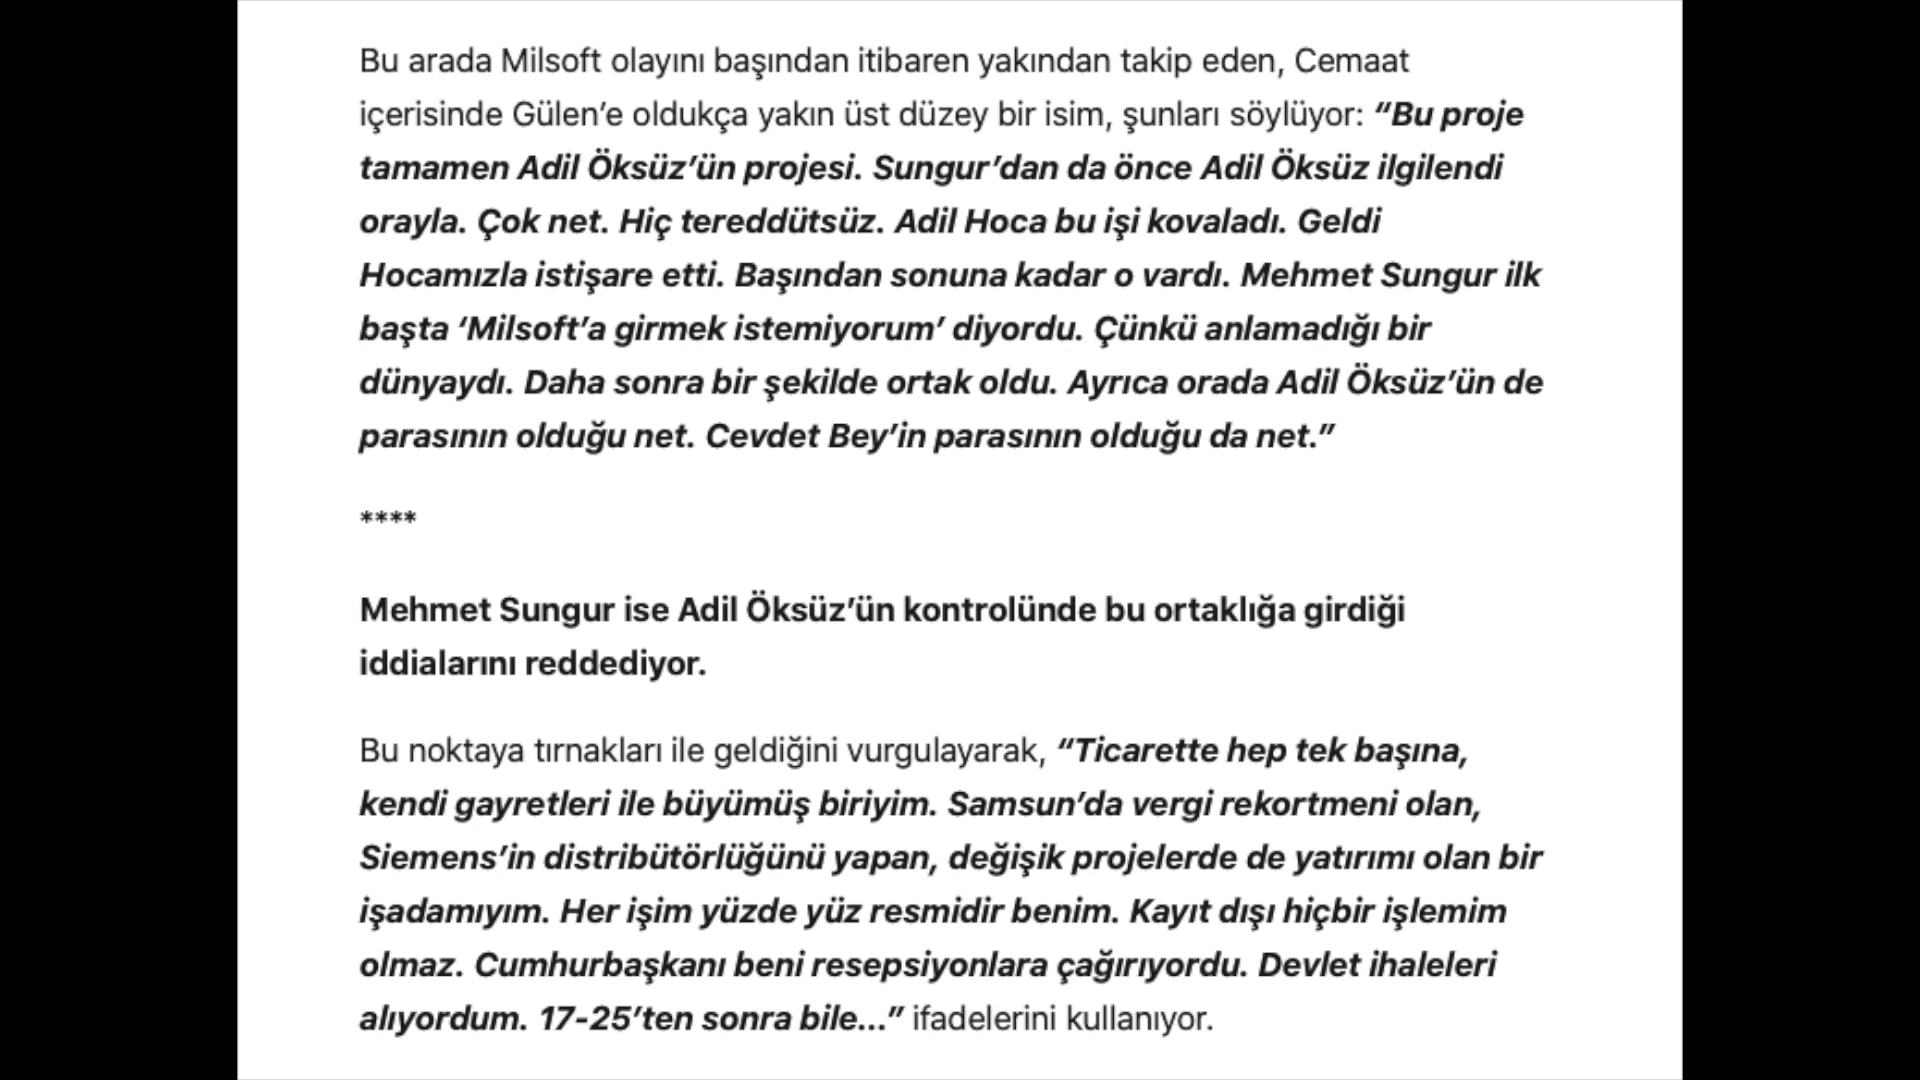 Bu arada Milsoft olayını başından itibaren yakından takip eden, Cemaat
içerisinde Gülen’e oldukça yakın üst düzey bir isim, şunları söylüyor: “Bu proje
tamamen Adil Öksüz’ün projesi. Sungur’dan da önce Adil Öksüz ilgilendi
orayla. Çok net. Hiç tereddütsüz. Adil Hoca bu işi kovaladı. Geldi
Hocamızla istişare etti. Başından sonuna kadar o vardı. Mehmet Sungur ilk
başta ‘Milsoft’a girmek istemiyorum’ diyordu. Çünkü anlamadığı bir
dünyaydı. Daha sonra bir şekilde ortak oldu. Ayrıca orada Adil Öksüz’ün de
parasının olduğu net. Cevdet Bey’in parasının olduğu da net.”
****
Mehmet Sungur ise Adil Öksüz’ün kontrolünde bu ortaklığa girdiği
iddialarını reddediyor.
Bu noktaya tırnakları ile geldiğini vurgulayarak, “Ticarette hep tek başına,
kendi gayretleri ile büyümüş biriyim. Samsun’da vergi rekortmeni olan,
Siemens’in distribütörlüğünü yapan, değişik projelerde de yatırımı olan bir
işadamıyım. Her işim yüzde yüz resmidir benim. Kayıt dışı hiçbir işlemim
olmaz. Cumhurbaşkanı beni resepsiyonlara çağırıyordu. Devlet ihaleleri
alıyordum. 17-25’ten sonra bile...” ifadelerini kullanıyor.